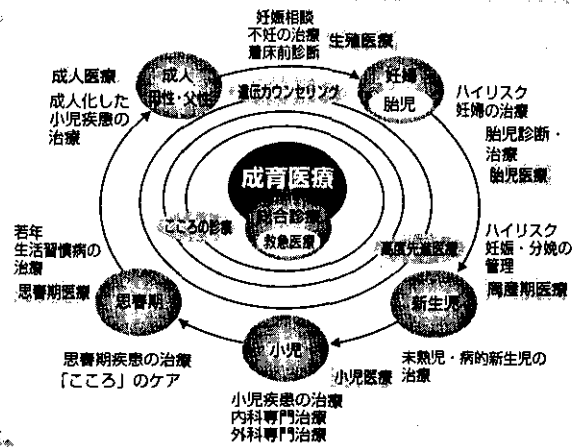 妊娠相談
不妊の治療
着床前診断
生殖医療
成人医療
成人化した
小児疾患の
治療
成人
母性・父性
遺伝カウンセリング
妊婦
胎児
ハイリスク
妊婦の治療
胎児診断・
治療
胎児医療
成育医療
総合診療
救急医療
こころの診療
高度先進医療
若年
生活習慣病の
治療
思春期医療
思春期
ハイリスク
妊娠・分娩の
管理
周産期医療
新生児
小児
思春期疾患の治療
「こころ」のケア
小児医療
未熟児・病的新生児の
治療
小児疾患の治療
内科専門治療
外科専門治療